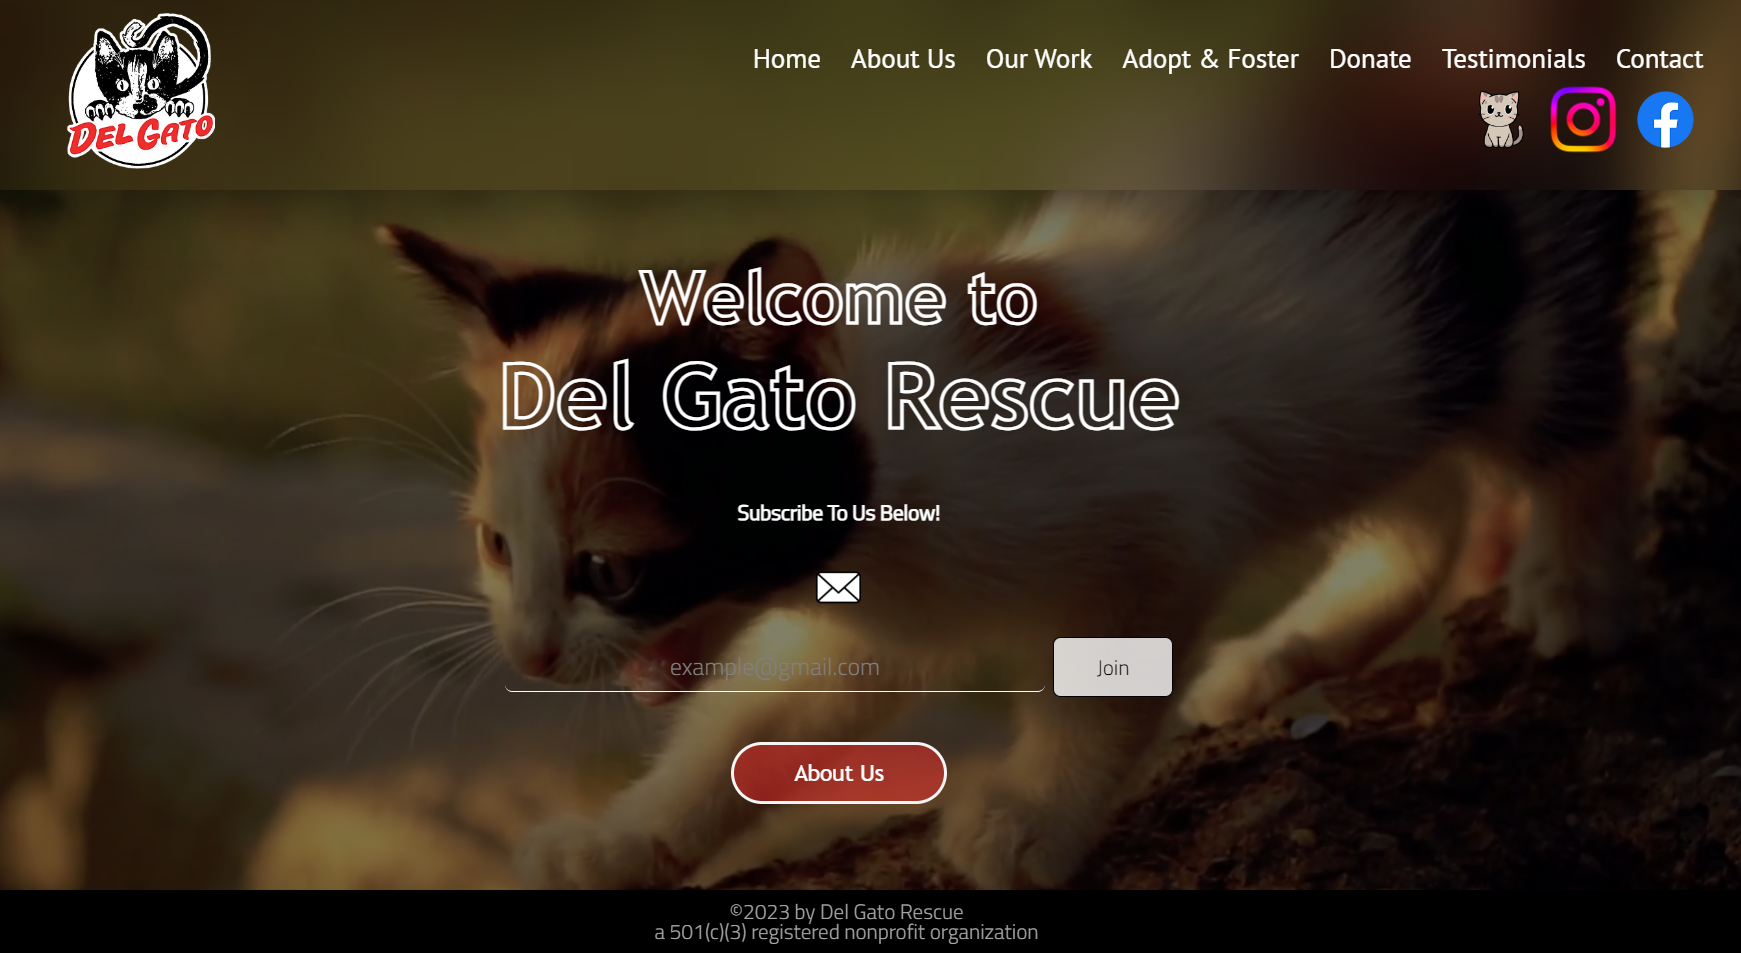 DEL GATO
Home About Us Our Work Adopt & Foster Donate Testimonials Contact
Welcome to
Del Gato Rescue
Subscribe To Us Below!
example@gmail.com
Join
About Us
©2023 by Del Gato Rescue
a 501(c)(3) registered nonprofit organization